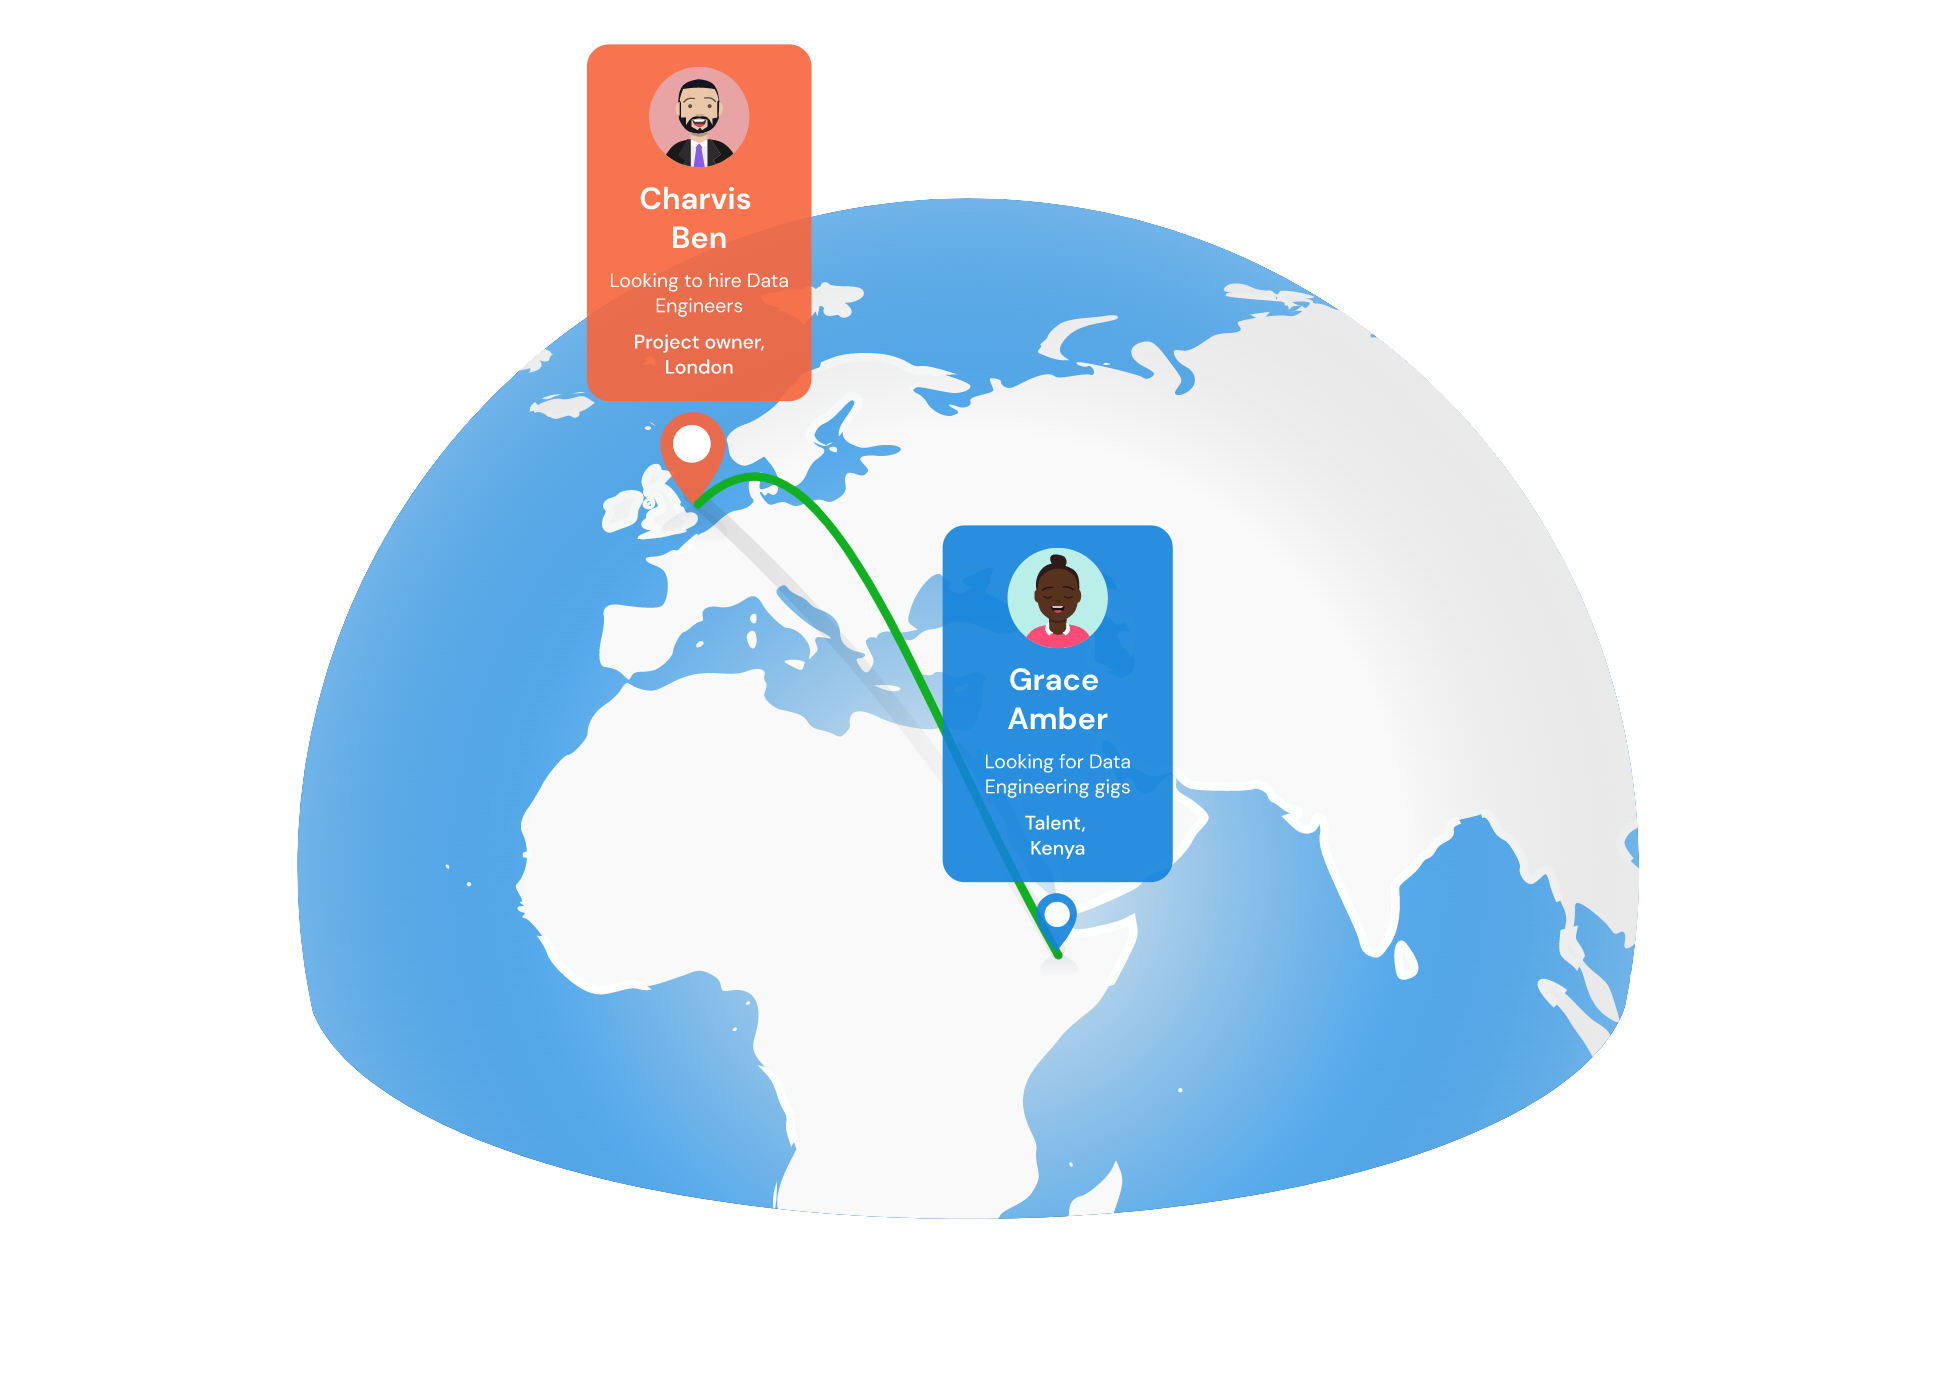 Charvis
Ben
Looking to hire Data
Engineers
Project owner,
London
Grace
Amber
Looking for Data
Engineering gigs
Talent,
Kenya